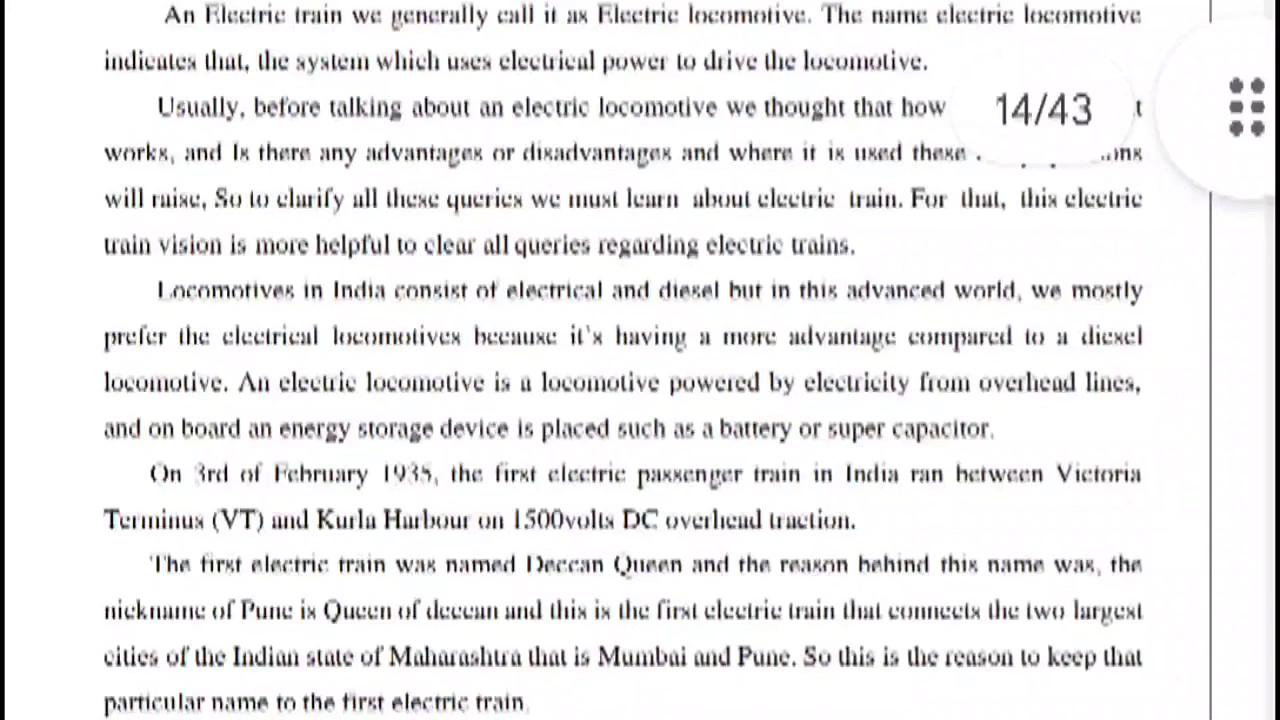 An Electric train we generally call it as Electric locomotive. The name electric locomotive
indicates that, the system which uses electrical power to drive the locomotive.
Usually, before talking about an electric locomotive we thought that how
14/43
works, and Is there any advantages or disadvantages and where it is used these
will raise, So to clarify all these queries we must learn about electric train. For that, this electric
train vision is more helpful to clear all queries regarding electric trains.
Locomotives in India consist of electrical and diesel but in this advanced world, we mostly
prefer the electrical locomotives because it's having a more advantage compared to a diesel
locomotive. An electric locomotive is a locomotive powered by electricity from overhead lines,
and on board an energy storage device is placed such as a battery or super capacitor.
On 3rd of February 1935, the first electric passenger train in India ran between Victoria
Terminus (VT) and Kurla Harbour on 1500volts DC overhead traction.
The first electric train was named Deccan Queen and the reason behind this name was, the
nickname of Pune is Queen of deccan and this is the first electric train that connects the two largest
cities of the Indian state of Maharashtra that is Mumbai and Pune. So this is the reason to keep that
particular name to the first electric train.